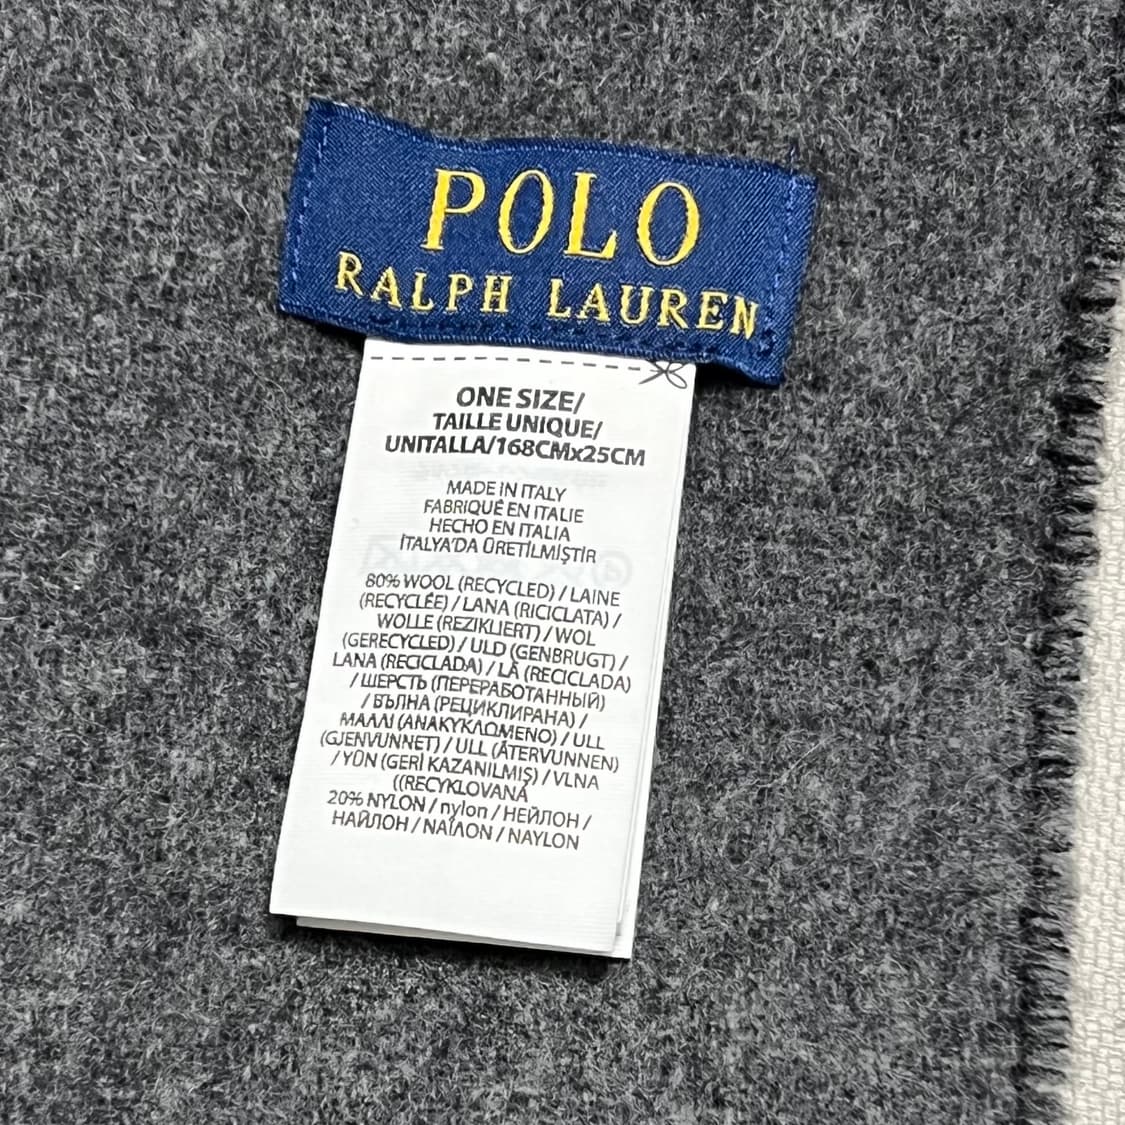 POLO
RALPH LAUREN
ONE SIZE/
TAILLE UNIQUE/
UNITALLA/168CMx25CM
MADE IN ITALY
FABRIQUÉ EN ITALIE
HECHO EN ITALIA
İTALYA'DA ÜRETİLMİŞTİR
80% WOOL (RECYCLED) / LAINE
(RECYCLÉE) / LANA (RICICLATA) /
WOLLE (REZIKLIERT) / WOL
(GERECYCLED) / ULD (GENBRUGT) /
LANA (RECICLADA) / LÃ (RECICLADA)
/ ШЕРСТЬ (ПЕРЕРАБОТАННЫЙ)
/ ВЪЛНА (РЕЦИКЛИРАНА) /
ΜΑΛΛΙ (ΑΝΑΚΥΚΛΩΜΕΝΟ) / ULL
(GJENVUNNET) / ULL (ÅTERVUNNEN)
/ YÜN (GERİ KAZANILMIŞ) / VLNA
((RECYKLOVANÁ
20% NYLON / nylon / НЕЙЛОН /
НАЙЛОН / ΝΑΪΛΟΝ / NAYLON